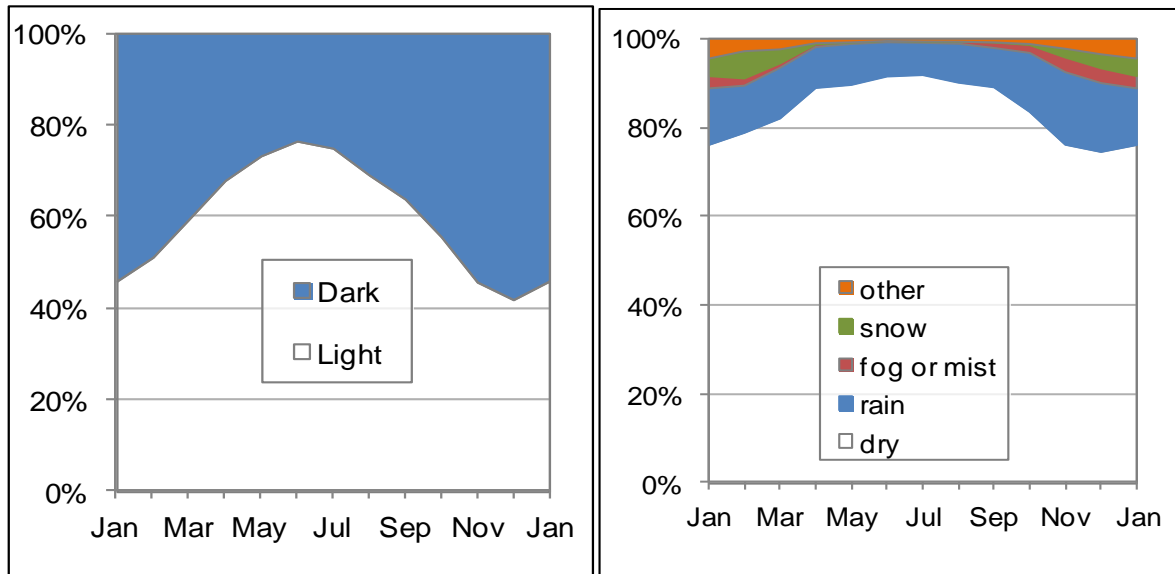 100%
80%
60%
40%
20%
0%
Jan Mar May Jul Sep Nov Jan
Dark
Light
100%
80%
60%
40%
20%
0%
Jan Mar May Jul Sep Nov Jan
other
snow
fog or mist
rain
dry